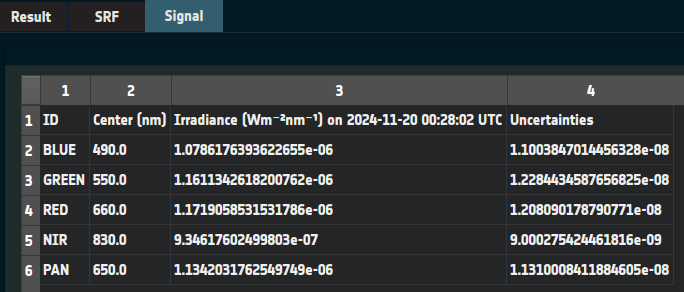 Result SRF Signal
1 2 3 4
1 ID Center (nm) Irradiance (Wm⁻²nm⁻¹) on 2024-11-20 00:28:02 UTC Uncertainties
2 BLUE 490.0 1.0786176393622655e-06 1.1003847014456328e-08
3 GREEN 550.0 1.1611342618200762e-06 1.2284434587656825e-08
4 RED 660.0 1.1719058531531786e-06 1.208090178790771e-08
5 NIR 830.0 9.34617602499803e-07 9.000275424461816e-09
6 PAN 650.0 1.1342031762549749e-06 1.1310008411884605e-08